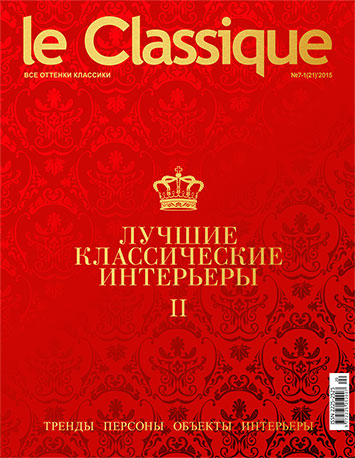 le Classique
ВСЕ ОТТЕНКИ КЛАССИКИ
№7-1(21)'2015
ЛУЧШИЕ
КЛАССИЧЕСКИЕ
ИНТЕРЬЕРЫ
II
ТРЕНДЫ ПЕРСОНЫ ОБЪЕКТЫ ИНТЕРЬЕРЫ